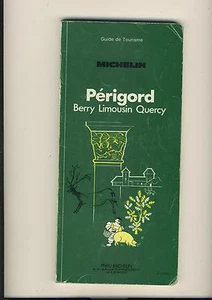 Guide de Tourisme
MICHELIN
Périgord
Berry Limousin Quercy